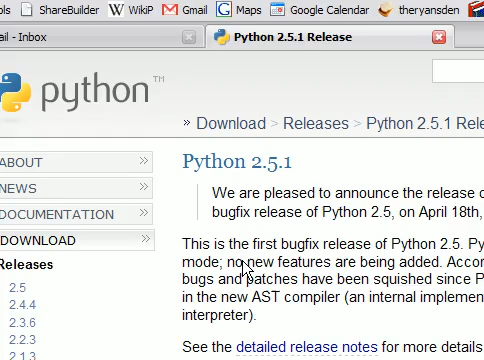 ShareBuilder WikiP Gmail Maps Google Calendar theryansden
ail - Inbox Python 2.5.1 Release
python™
» Download > Releases > Python 2.5.1 Rele
Python 2.5.1
ABOUT
NEWS
DOCUMENTATION
DOWNLOAD
Releases
2.5
2.4.4
2.3.6
2.2.3
2.1.3
We are pleased to announce the release o
bugfix release of Python 2.5, on April 18th,
This is the first bugfix release of Python 2.5. Py
mode; no new features are being added. Accor
bugs and patches have been squished since P
in the new AST compiler (an internal implemen
interpreter).
See the detailed release notes for more details